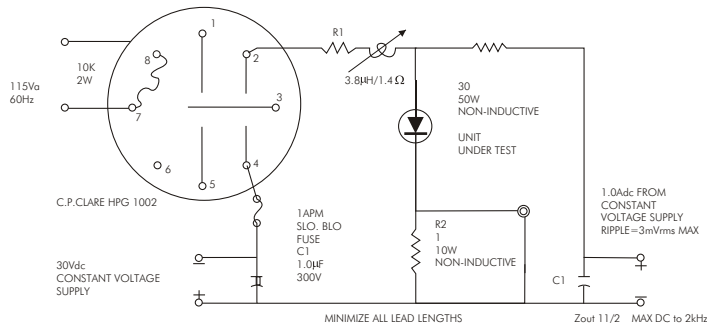 115Va
60Hz
10K
2W
1
2
3
4
5
6
7
8
C.P.CLARE HPG 1002
R1
3.8µH/1.4 Ω
30
50W
NON-INDUCTIVE
UNIT
UNDER TEST
1APM
SLO. BLO
FUSE
C1
1.0µF
300V
R2
1
10W
NON-INDUCTIVE
1.0Adc FROM
CONSTANT
VOLTAGE SUPPLY
RIPPLE=3mVrms MAX
30Vdc
CONSTANT VOLTAGE
SUPPLY
−
+
C1
+
−
MINIMIZE ALL LEAD LENGTHS
Zout 11/2 MAX DC to 2kHz